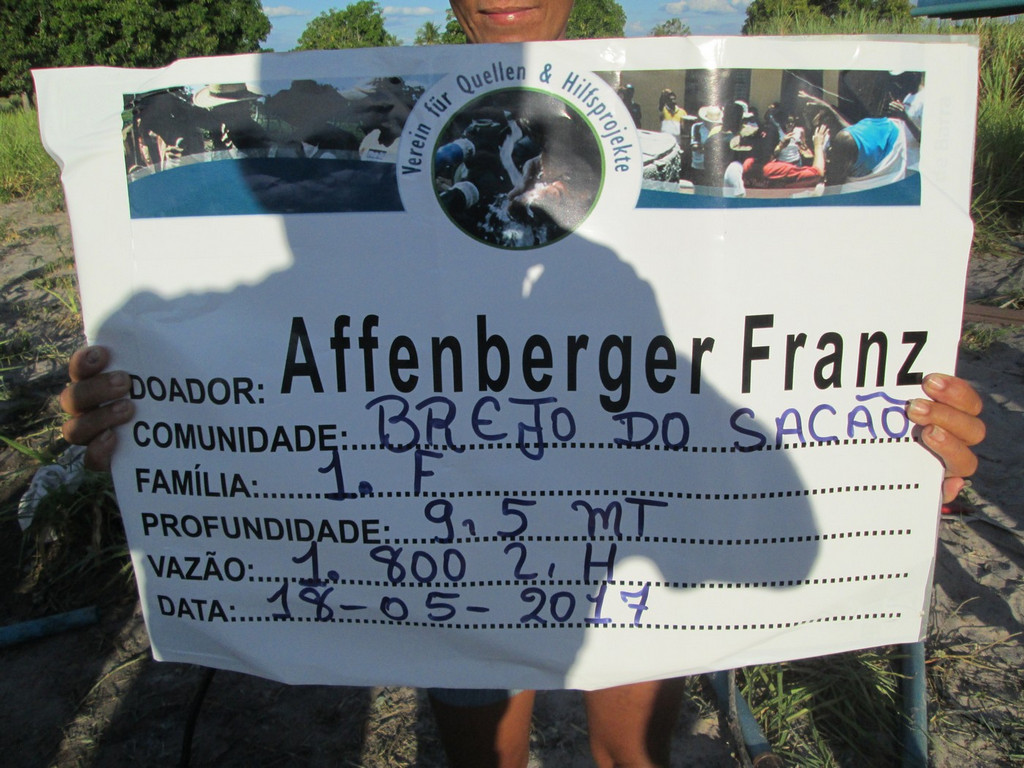 Verein für Quellen & Hilfsprojekte
DOADOR: Affenberger Franz
COMUNIDADE: BREJO DO SACÃO
FAMÍLIA: 1. F
PROFUNDIDADE: 9,5 MT
VAZÃO: 1.800 2, H
DATA: 18-05-2017